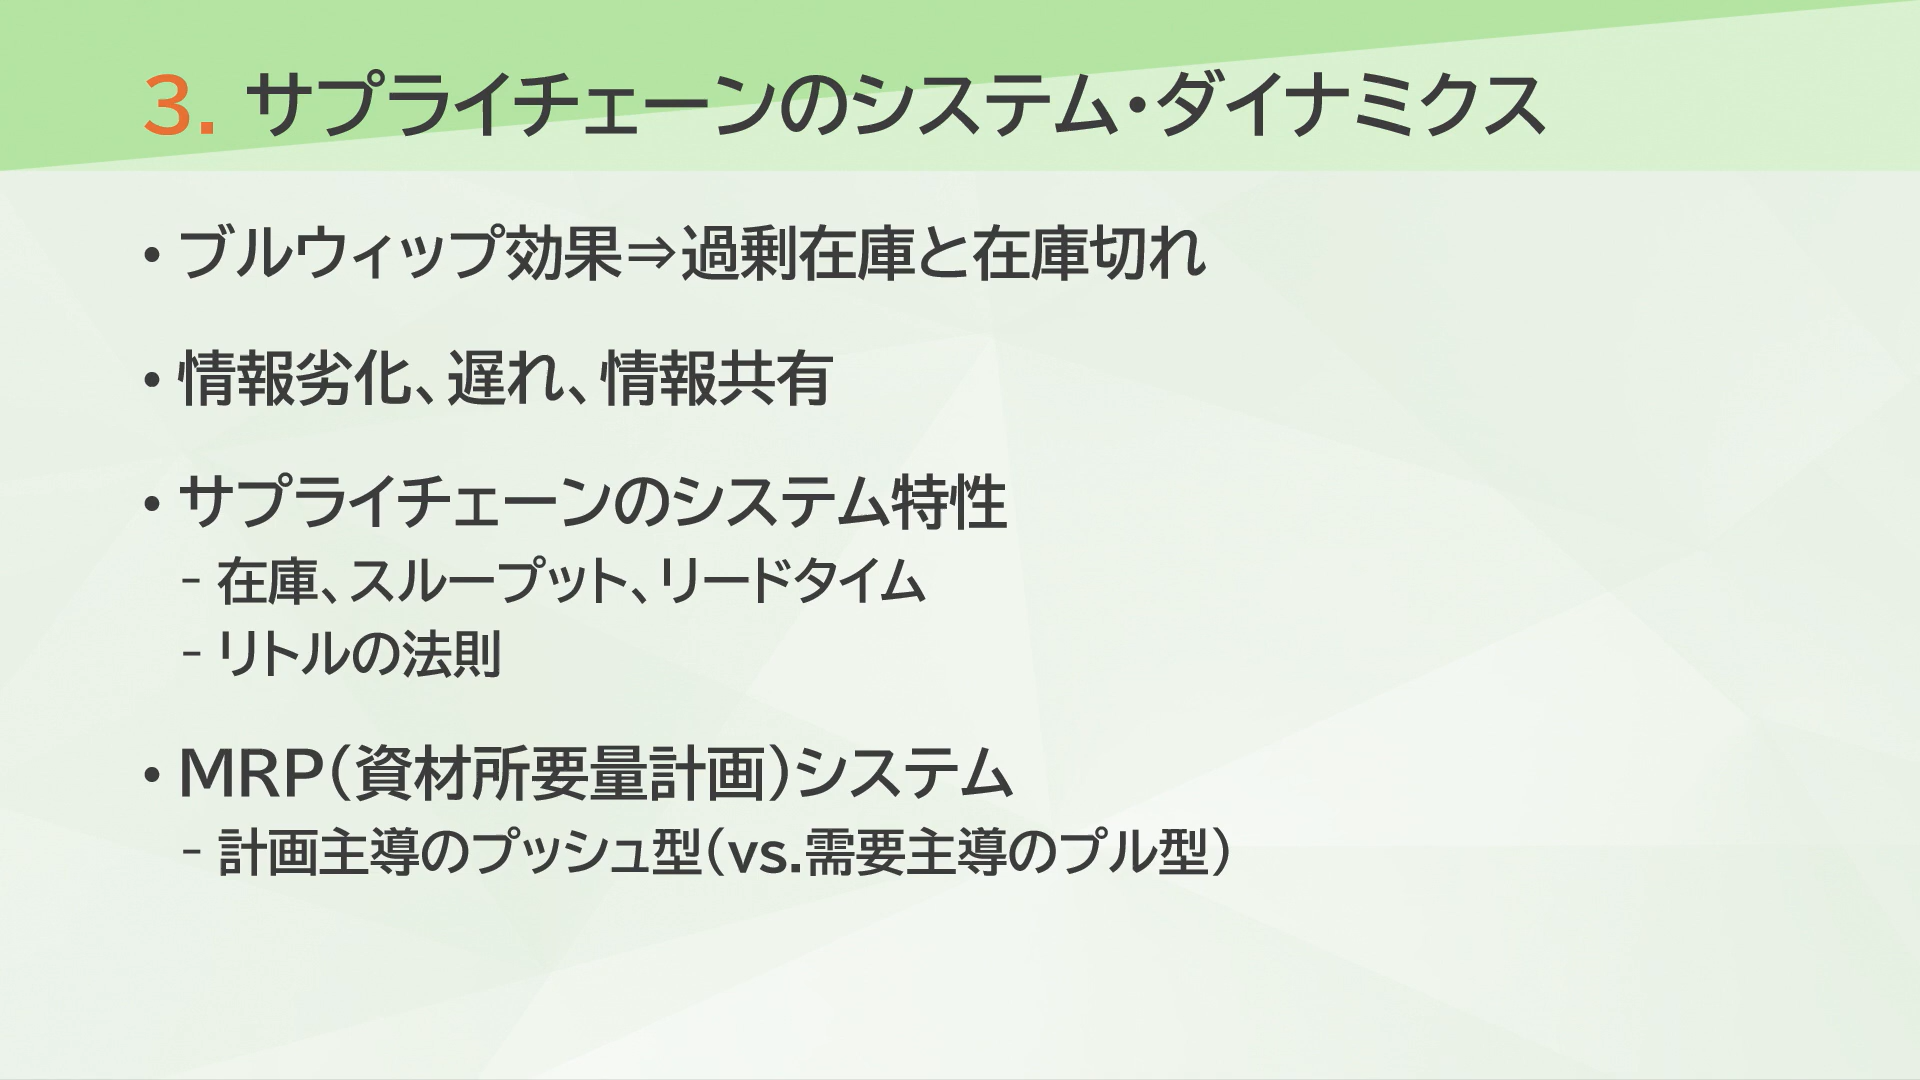 3. サプライチェーンのシステム・ダイナミクス
• ブルウィップ効果⇒過剰在庫と在庫切れ
• 情報劣化、遅れ、情報共有
• サプライチェーンのシステム特性
- 在庫、スループット、リードタイム
- リトルの法則
• MRP（資材所要量計画）システム
- 計画主導のプッシュ型（vs.需要主導のプル型）